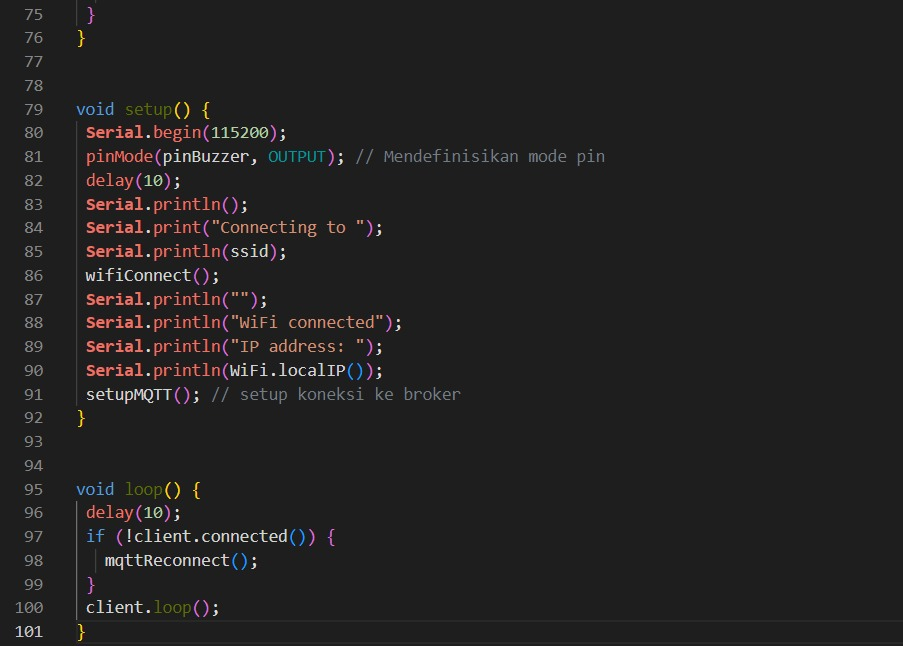 75 }
76 }
77
78
79 void setup() {
80 Serial.begin(115200);
81 pinMode(pinBuzzer, OUTPUT); // Mendefinisikan mode pin
82 delay(10);
83 Serial.println();
84 Serial.print("Connecting to ");
85 Serial.println(ssid);
86 wifiConnect();
87 Serial.println("");
88 Serial.println("WiFi connected");
89 Serial.println("IP address: ");
90 Serial.println(WiFi.localIP());
91 setupMQTT(); // setup koneksi ke broker
92 }
93
94
95 void loop() {
96 delay(10);
97 if (!client.connected()) {
98 mqttReconnect();
99 }
100 client.loop();
101 }